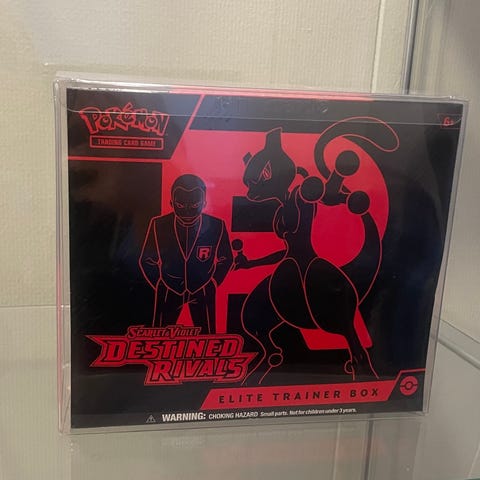 POKÉMON
TRADING CARD GAME
6+
R
SCARLET & VIOLET
DESTINED
RIVALS
ELITE TRAINER BOX
WARNING: CHOKING HAZARD Small parts. Not for children under 3 years.